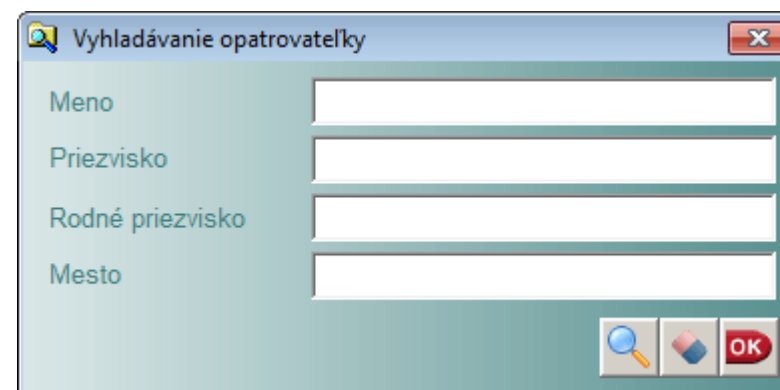 Vyhladávanie opatrovateľky
Meno
Priezvisko
Rodné priezvisko
Mesto
OK